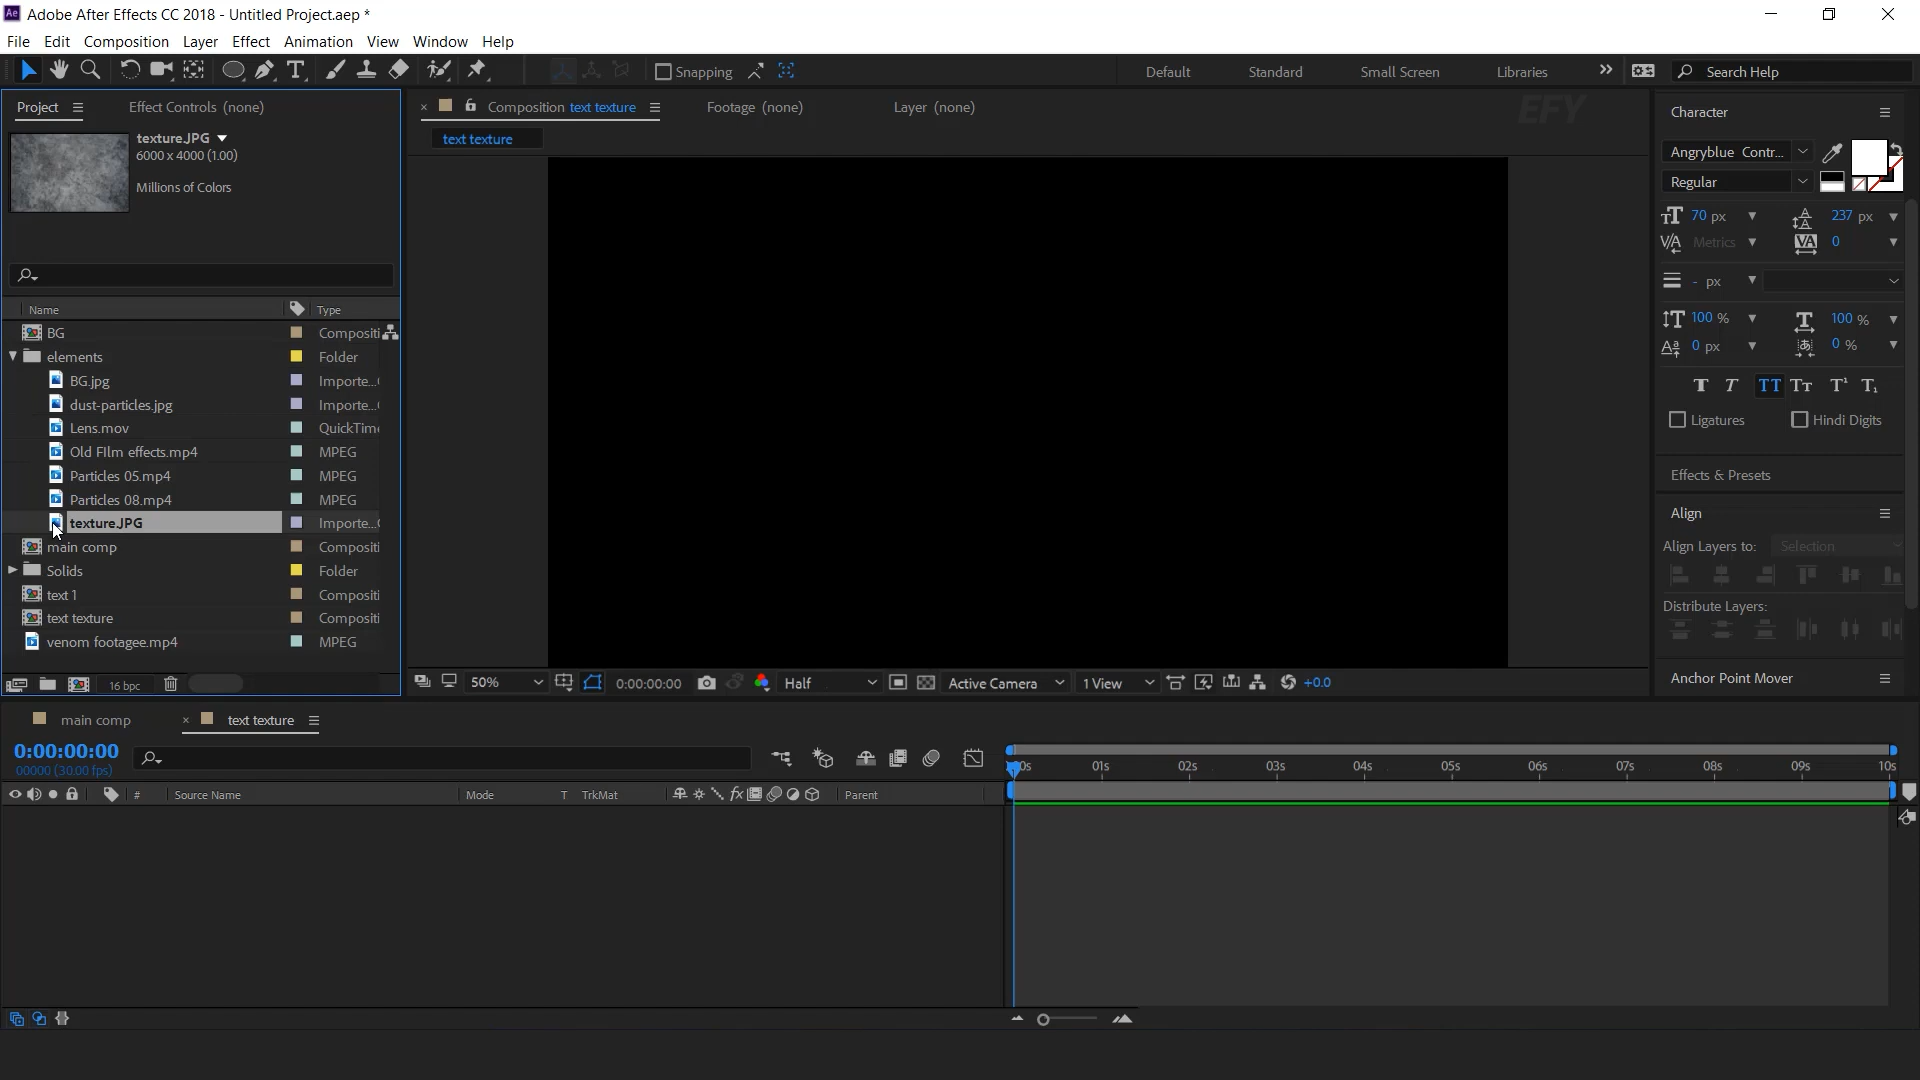 Ae Adobe After Effects CC 2018 - Untitled Project.aep *
File Edit Composition Layer Effect Animation View Window Help
Snapping Default Standard Small Screen Libraries Search Help
Project Effect Controls (none) Composition text texture Footage (none) Layer (none) EFY Character
texture.JPG
6000 x 4000 (1.00)
Millions of Colors
text texture
Angryblue Contr...
Regular
70 px 237 px
Metrics 0
- px
100 % 100 %
0 px 0 %
Ligatures Hindi Digits
Effects & Presets
Align
Align Layers to: Selection
Distribute Layers:
Anchor Point Mover
Name Type
BG Compositi
elements Folder
BG.jpg Importe...
dust-particles.jpg Importe...
Lens.mov QuickTime
Old FIlm effects.mp4 MPEG
Particles 05.mp4 MPEG
Particles 08.mp4 MPEG
texture.JPG Importe...
main comp Compositi
Solids Folder
text 1 Compositi
text texture Compositi
venom footagee.mp4 MPEG
16 bpc
50% 0:00:00:00 Half Active Camera 1 View +0.0
main comp text texture
0:00:00:00
00000 (30.00 fps)
0s 01s 02s 03s 04s 05s 06s 07s 08s 09s 10s
# Source Name Mode T TrkMat fx Parent